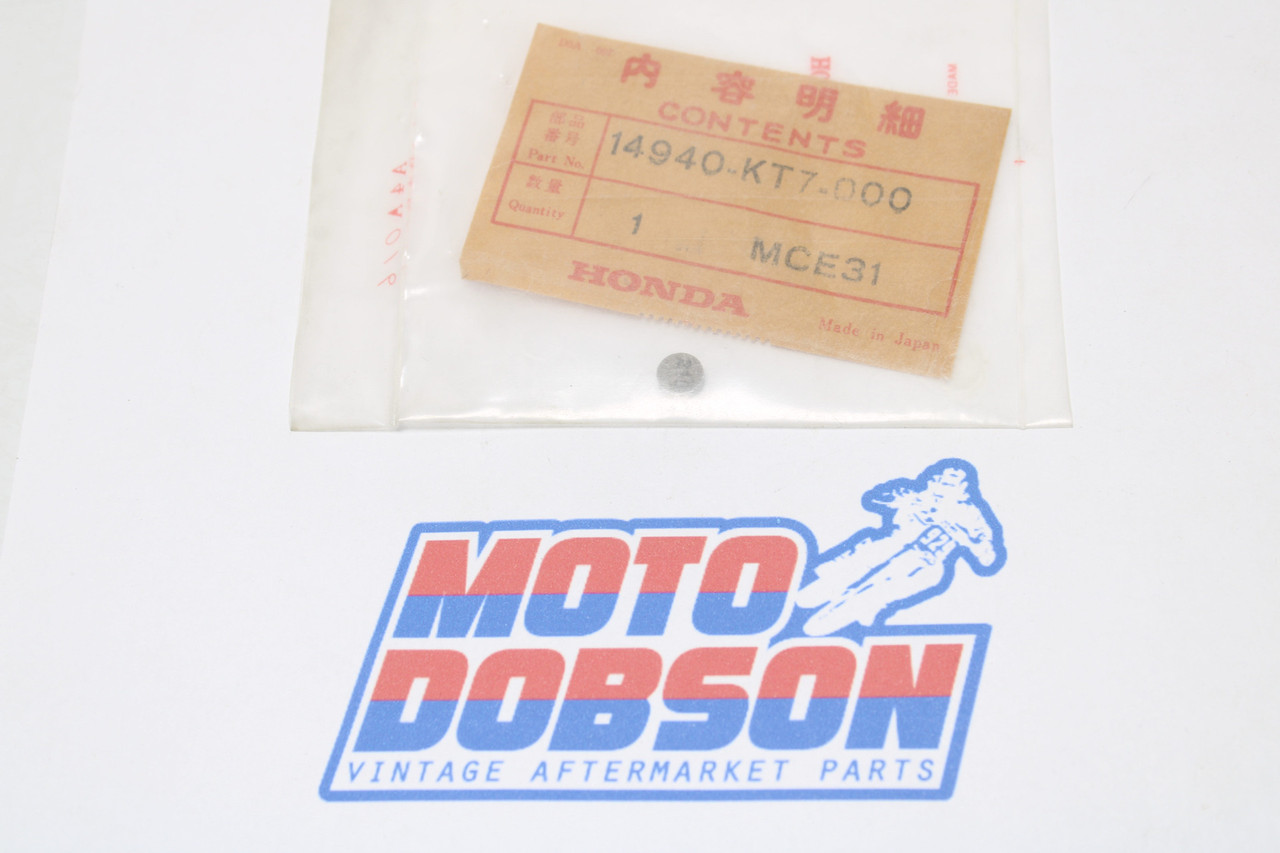 内容明細
CONTENTS
部品
番号
Part No.
14940-KT7-000
数量
Quantity
1 MCE31
HONDA
Made in Japan
MOTO
DOBSON
VINTAGE AFTERMARKET PARTS